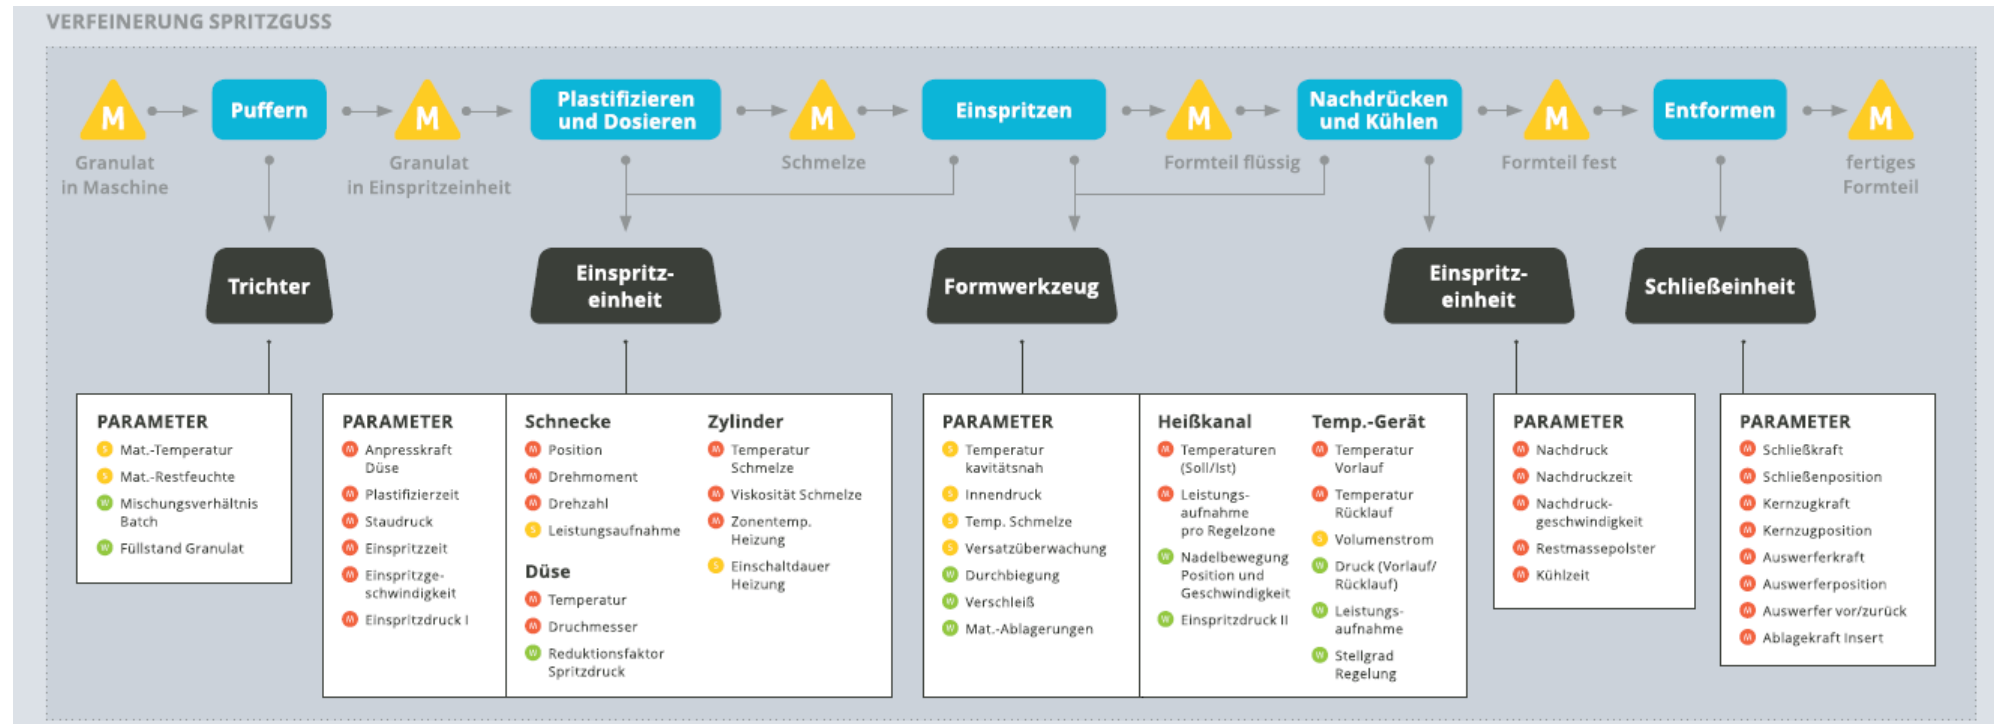 VERFEINERUNG SPRITZGUSS
M
Puffern
M
Plastifizieren
und Dosieren
M
Einspritzen
M
Nachdrücken
und Kühlen
M
Entformen
M
Granulat
in Maschine
Granulat
in Einspritzeinheit
Schmelze
Formteil flüssig
Formteil fest
fertiges
Formteil
Trichter
Einspritz-
einheit
Formwerkzeug
Einspritz-
einheit
Schließeinheit
PARAMETER
S Mat.-Temperatur
S Mat.-Restfeuchte
W Mischungsverhältnis
Batch
W Füllstand Granulat
PARAMETER
M Anpresskraft
Düse
M Plastifizierzeit
M Staudruck
M Einspritzzeit
M Einspritzge-
schwindigkeit
M Einspritzdruck I
Schnecke
M Position
M Drehmoment
M Drehzahl
S Leistungsaufnahme
Düse
M Temperatur
M Druchmesser
W Reduktionsfaktor
Spritzdruck
Zylinder
M Temperatur
Schmelze
M Viskosität Schmelze
M Zonentemp.
Heizung
S Einschaltdauer
Heizung
PARAMETER
S Temperatur
kavitätsnah
S Innendruck
S Temp. Schmelze
S Versatzüberwachung
W Durchbiegung
W Verschleiß
W Mat.-Ablagerungen
Heißkanal
M Temperaturen
(Soll/Ist)
M Leistungs-
aufnahme
pro Regelzone
W Nadelbewegung
Position und
Geschwindigkeit
W Einspritzdruck II
Temp.-Gerät
M Temperatur
Vorlauf
M Temperatur
Rücklauf
S Volumenstrom
W Druck (Vorlauf/
Rücklauf)
W Leistungs-
aufnahme
W Stellgrad
Regelung
PARAMETER
M Nachdruck
M Nachdruckzeit
M Nachdruck-
geschwindigkeit
M Restmassepolster
M Kühlzeit
PARAMETER
M Schließkraft
M Schließenposition
M Kernzugkraft
M Kernzugposition
M Auswerferkraft
M Auswerferposition
M Auswerfer vor/zurück
M Ablagekraft Insert